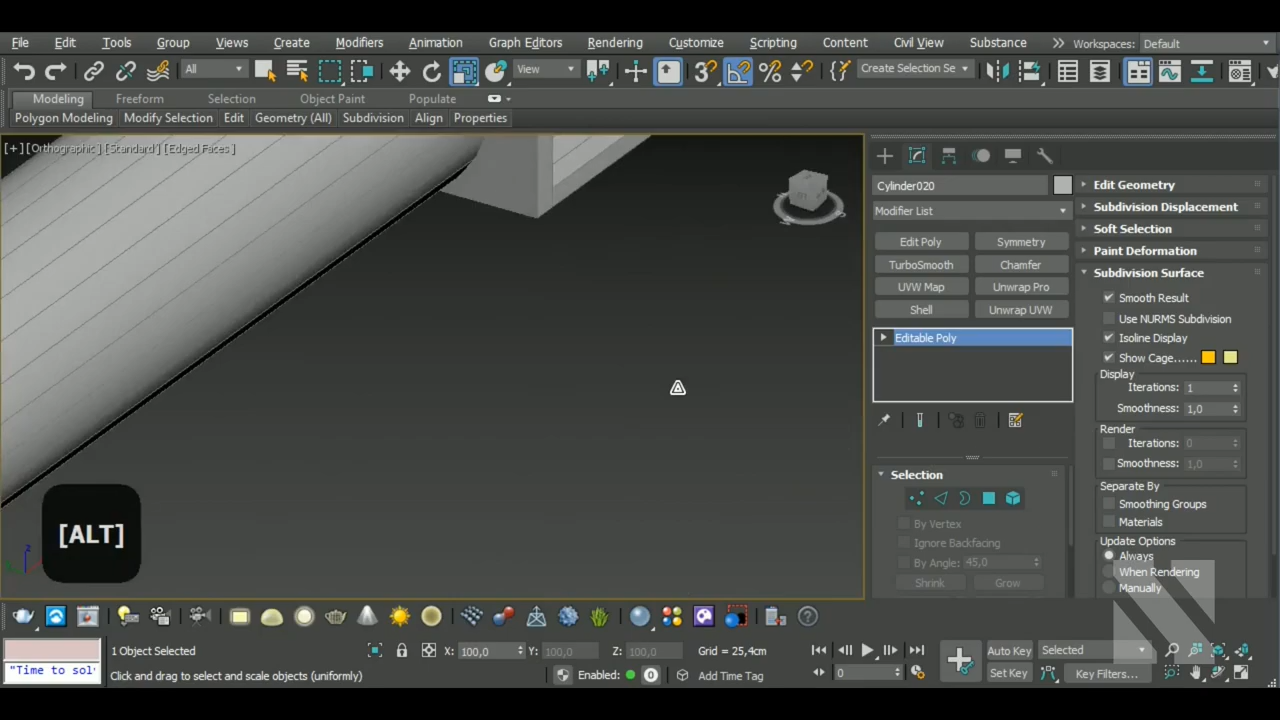 File Edit Tools Group Views Create Modifiers Animation Graph Editors Rendering Customize Scripting Content Civil View Substance Workspaces: Default
All View Create Selection Se
Modeling Freeform Selection Object Paint Populate
Polygon Modeling Modify Selection Edit Geometry (All) Subdivision Align Properties
[+] [Orthographic] [Standard] [Edged Faces]
Cylinder020
Modifier List
Edit Poly Symmetry
TurboSmooth Chamfer
UVW Map Unwrap Pro
Shell Unwrap UVW
Editable Poly
Selection
By Vertex
Ignore Backfacing
By Angle: 45,0
Shrink Grow
Edit Geometry
Subdivision Displacement
Soft Selection
Paint Deformation
Subdivision Surface
Smooth Result
Use NURMS Subdivision
Isoline Display
Show Cage......
Display
Iterations: 1
Smoothness: 1,0
Render
Iterations: 0
Smoothness: 1,0
Separate By
Smoothing Groups
Materials
Update Options
Always
When Rendering
Manually
[ALT]
z
1 Object Selected X: 100,0 Y: 100,0 Z: 100,0 Grid = 25,4cm Auto Key Selected
"Time to sol
Click and drag to select and scale objects (uniformly) Enabled: 0 Add Time Tag 0 Set Key Key Filters...